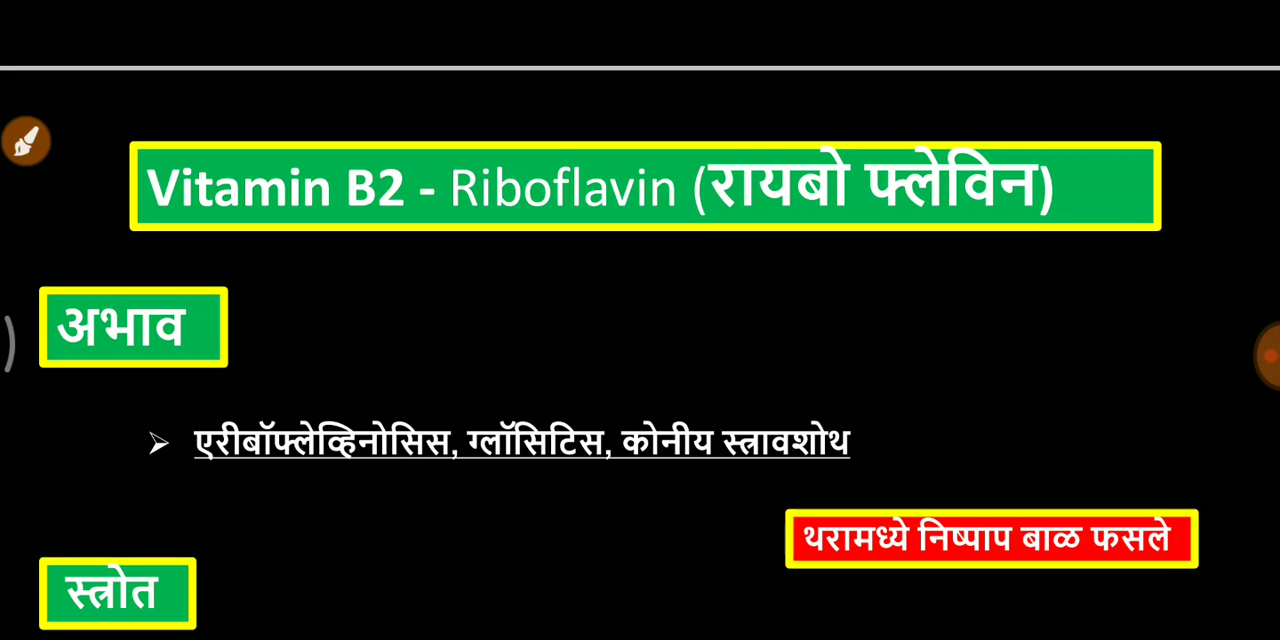 Vitamin B2 - Riboflavin (रायबो फ्लेविन)
अभाव
➢ एरीबॉफ्लेव्हिनोसिस, ग्लॉसिटिस, कोनीय स्त्रावशोथ
थरामध्ये निष्पाप बाळ फसले
स्त्रोत